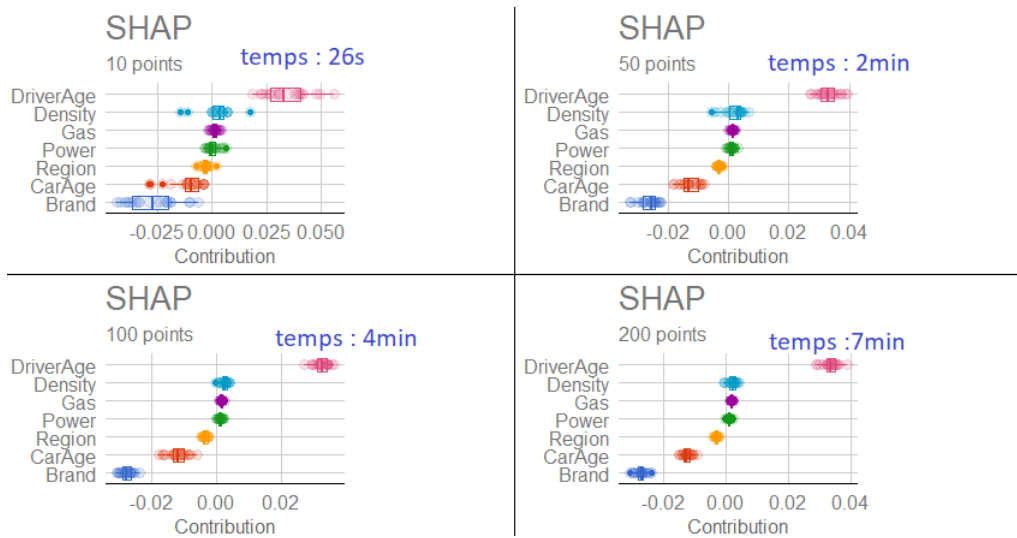 SHAP
10 points
temps : 26s
DriverAge
Density
Gas
Power
Region
CarAge
Brand
-0.025 0.000 0.025 0.050
Contribution
SHAP
50 points
temps : 2min
DriverAge
Density
Gas
Power
Region
CarAge
Brand
-0.02 0.00 0.02 0.04
Contribution
SHAP
100 points
temps : 4min
DriverAge
Density
Gas
Power
Region
CarAge
Brand
-0.02 0.00 0.02
Contribution
SHAP
200 points
temps :7min
DriverAge
Density
Gas
Power
Region
CarAge
Brand
-0.02 0.00 0.02 0.04
Contribution